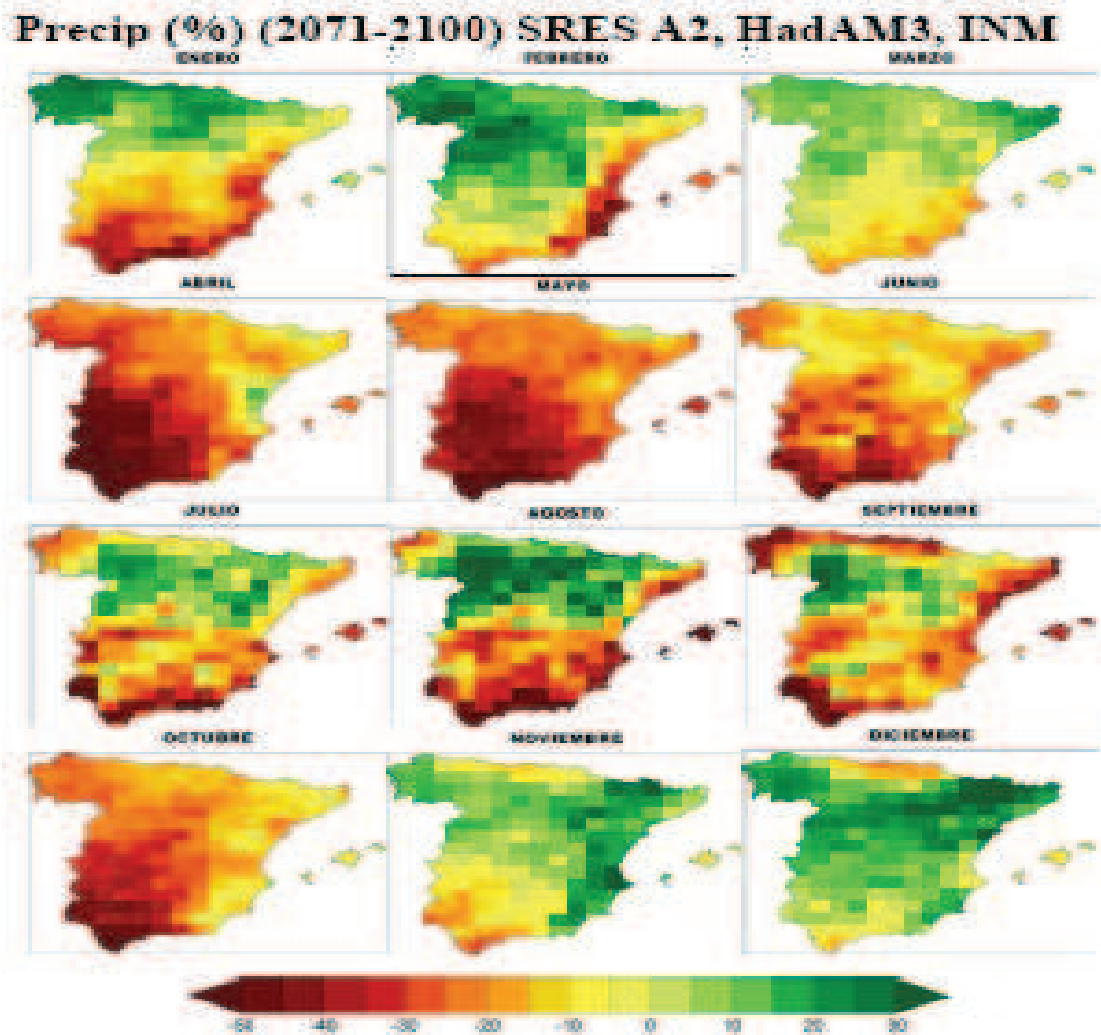 Precip (%) (2071-2100) SRES A2, HadAM3, INM
ENERO FEBRERO MARZO
ABRIL MAYO JUNIO
JULIO AGOSTO SEPTIEMBRE
OCTUBRE NOVIEMBRE DICIEMBRE
-40 -30 -20 -10 0 10 20 30